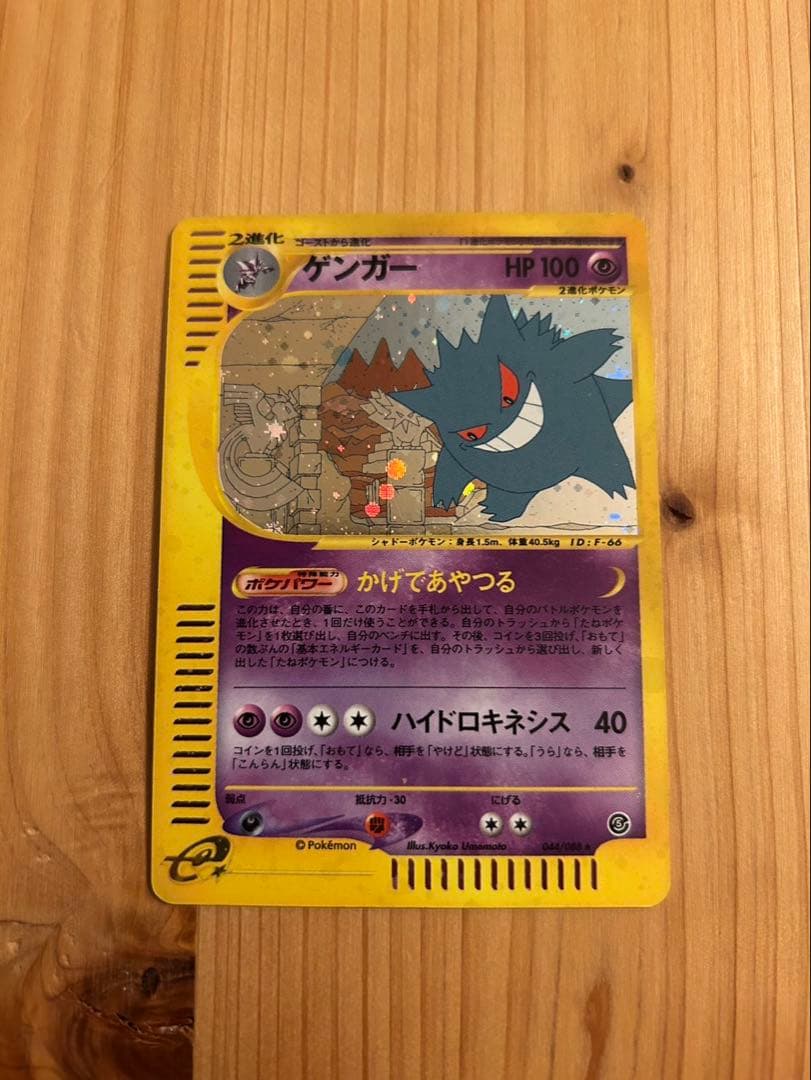 2進化 ゴーストから進化
ゲンガー HP 100
2進化ポケモン
シャドーポケモン：身長1.5m、体重40.5kg ID：F-66
特殊能力
ポケパワー かげであやつる
この力は、自分の番に、このカードを手札から出して、自分のバトルポケモンを
進化させたとき、1回だけ使うことができる。自分のトラッシュから「たねポケ
モン」を1枚選び出し、自分のベンチに出す。その後、コインを3回投げ、「おもて」
の数ぶんの「基本エネルギーカード」を、自分のトラッシュから選び出し、新しく
出した「たねポケモン」につける。
ハイドロキネシス 40
コインを1回投げ、「おもて」なら、相手を「やけど」状態にする。「うら」なら、相手を
「こんらん」状態にする。
弱点 抵抗力 -30 にげる
e
©Pokémon Illus.Kyoko Umemoto 044/088 ★